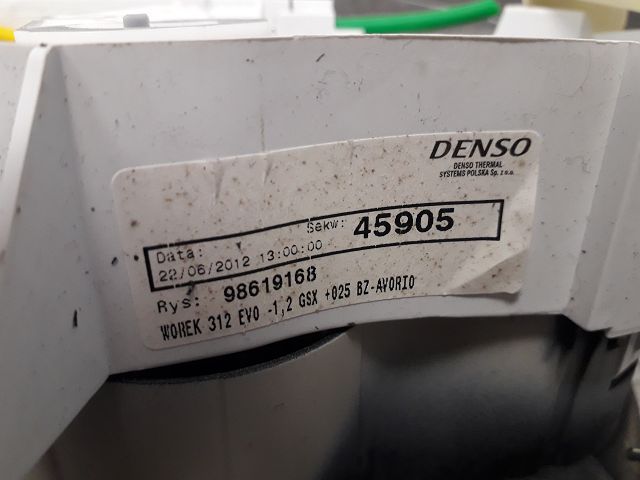 DENSO
DENSO THERMAL
SYSTEMS POLSKA Sp. z o.o.
Data: Sekw: 45905
22/06/2012 13:00:00
Rys: 98619168
WOREK 312 EVO -1,2 GSX +025 BZ-AVORIO